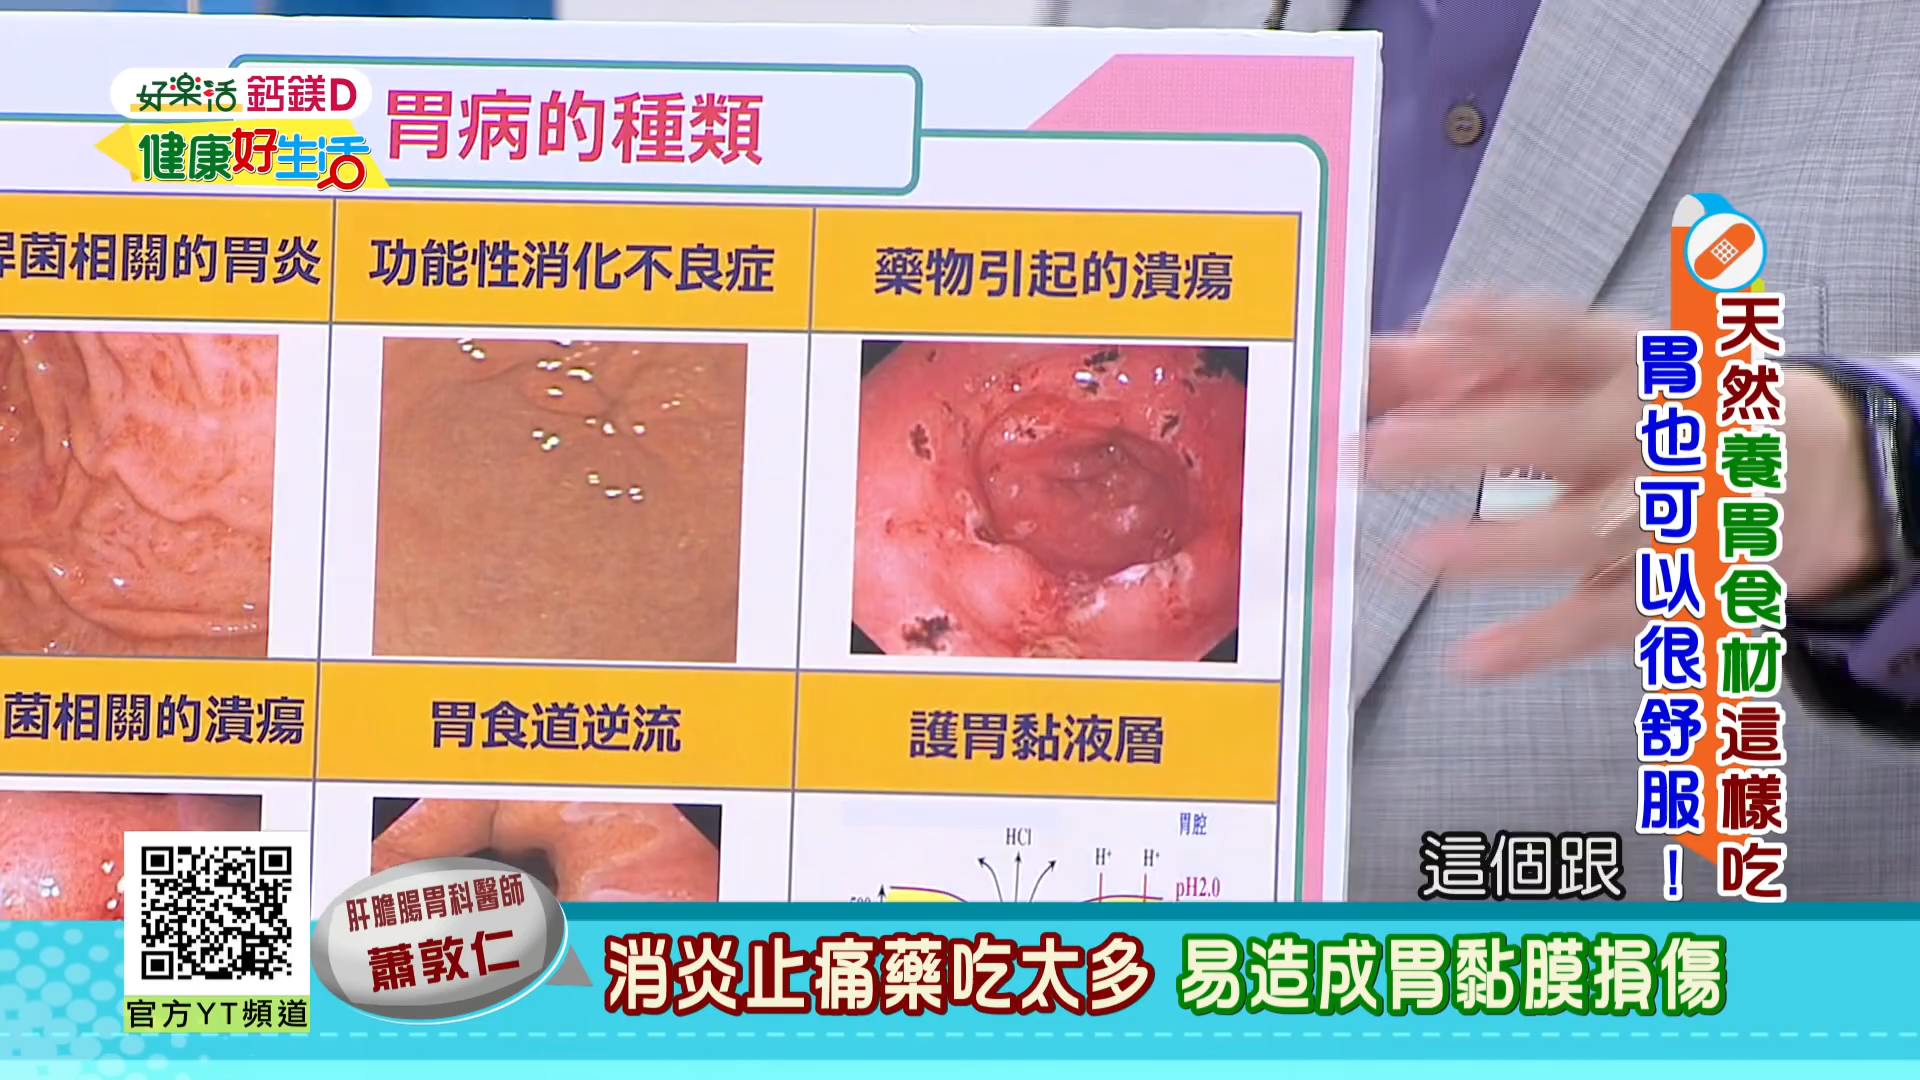 好樂活 鈣鎂D
健康好生活
胃病的種類
菌相關的胃炎
功能性消化不良症
藥物引起的潰瘍
菌相關的潰瘍
胃食道逆流
護胃黏液層
胃腔
HCl
H⁺ H⁺
pH2.0
天然養胃食材這樣吃
胃也可以很舒服！
這個跟
官方YT頻道
肝膽腸胃科醫師
蕭敦仁
消炎止痛藥吃太多 易造成胃黏膜損傷